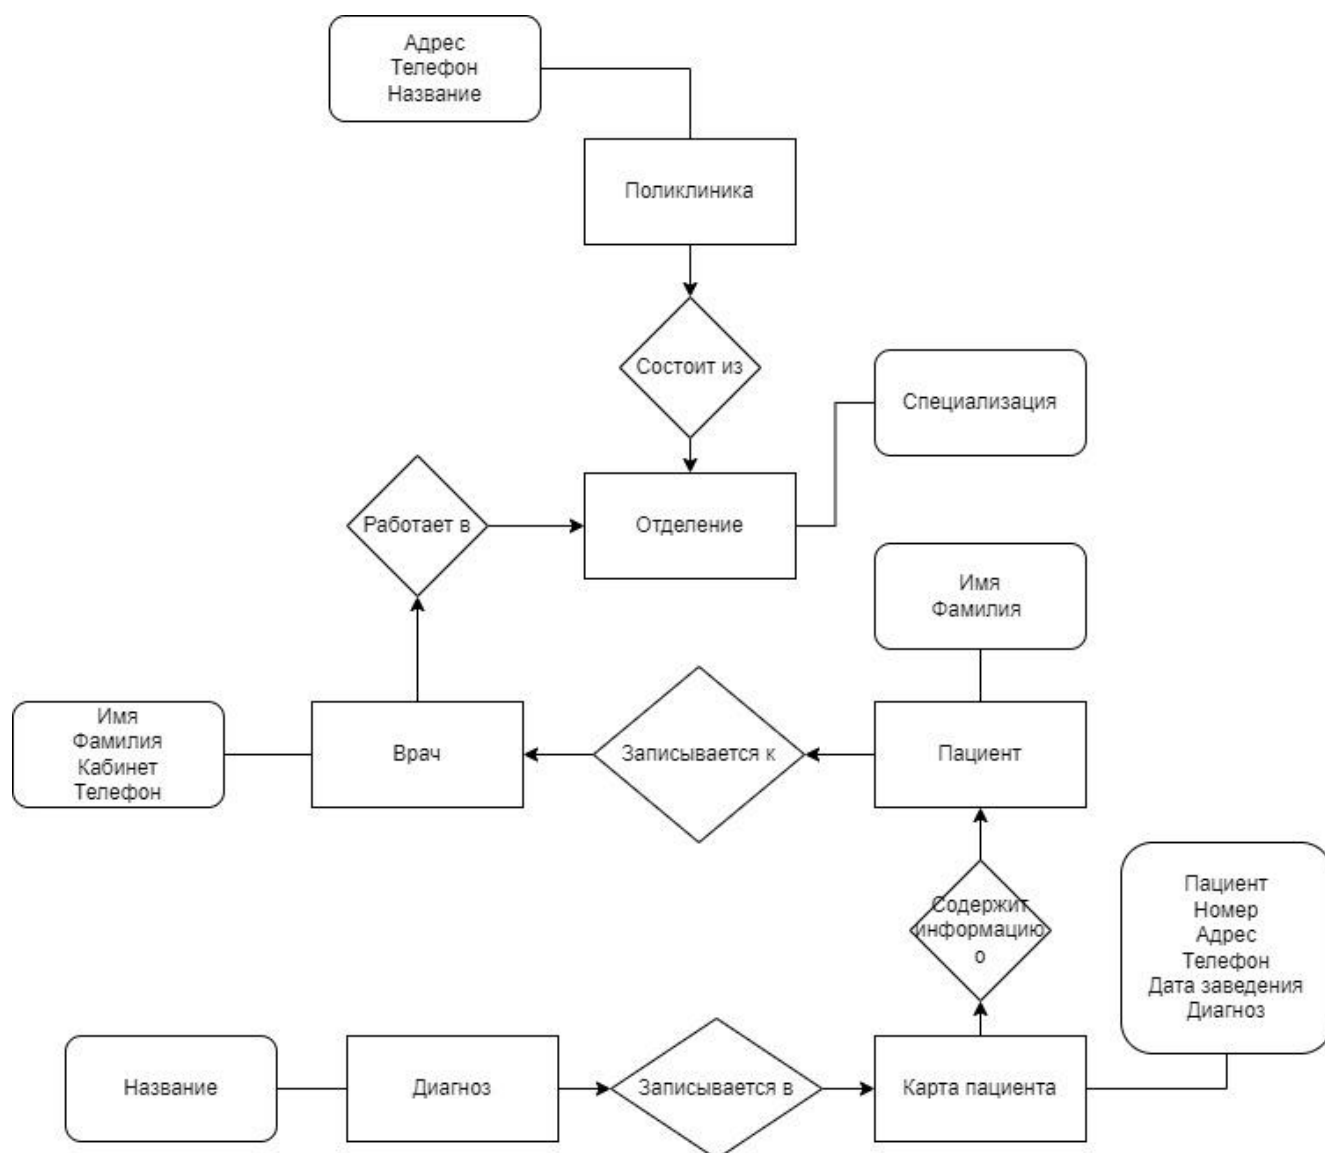 Адрес
Телефон
Название
Поликлиника
Состоит из
Специализация
Работает в
Отделение
Имя
Фамилия
Имя
Фамилия
Кабинет
Телефон
Врач
Записывается к
Пациент
Содержит
информацию
о
Пациент
Номер
Адрес
Телефон
Дата заведения
Диагноз
Название
Диагноз
Записывается в
Карта пациента